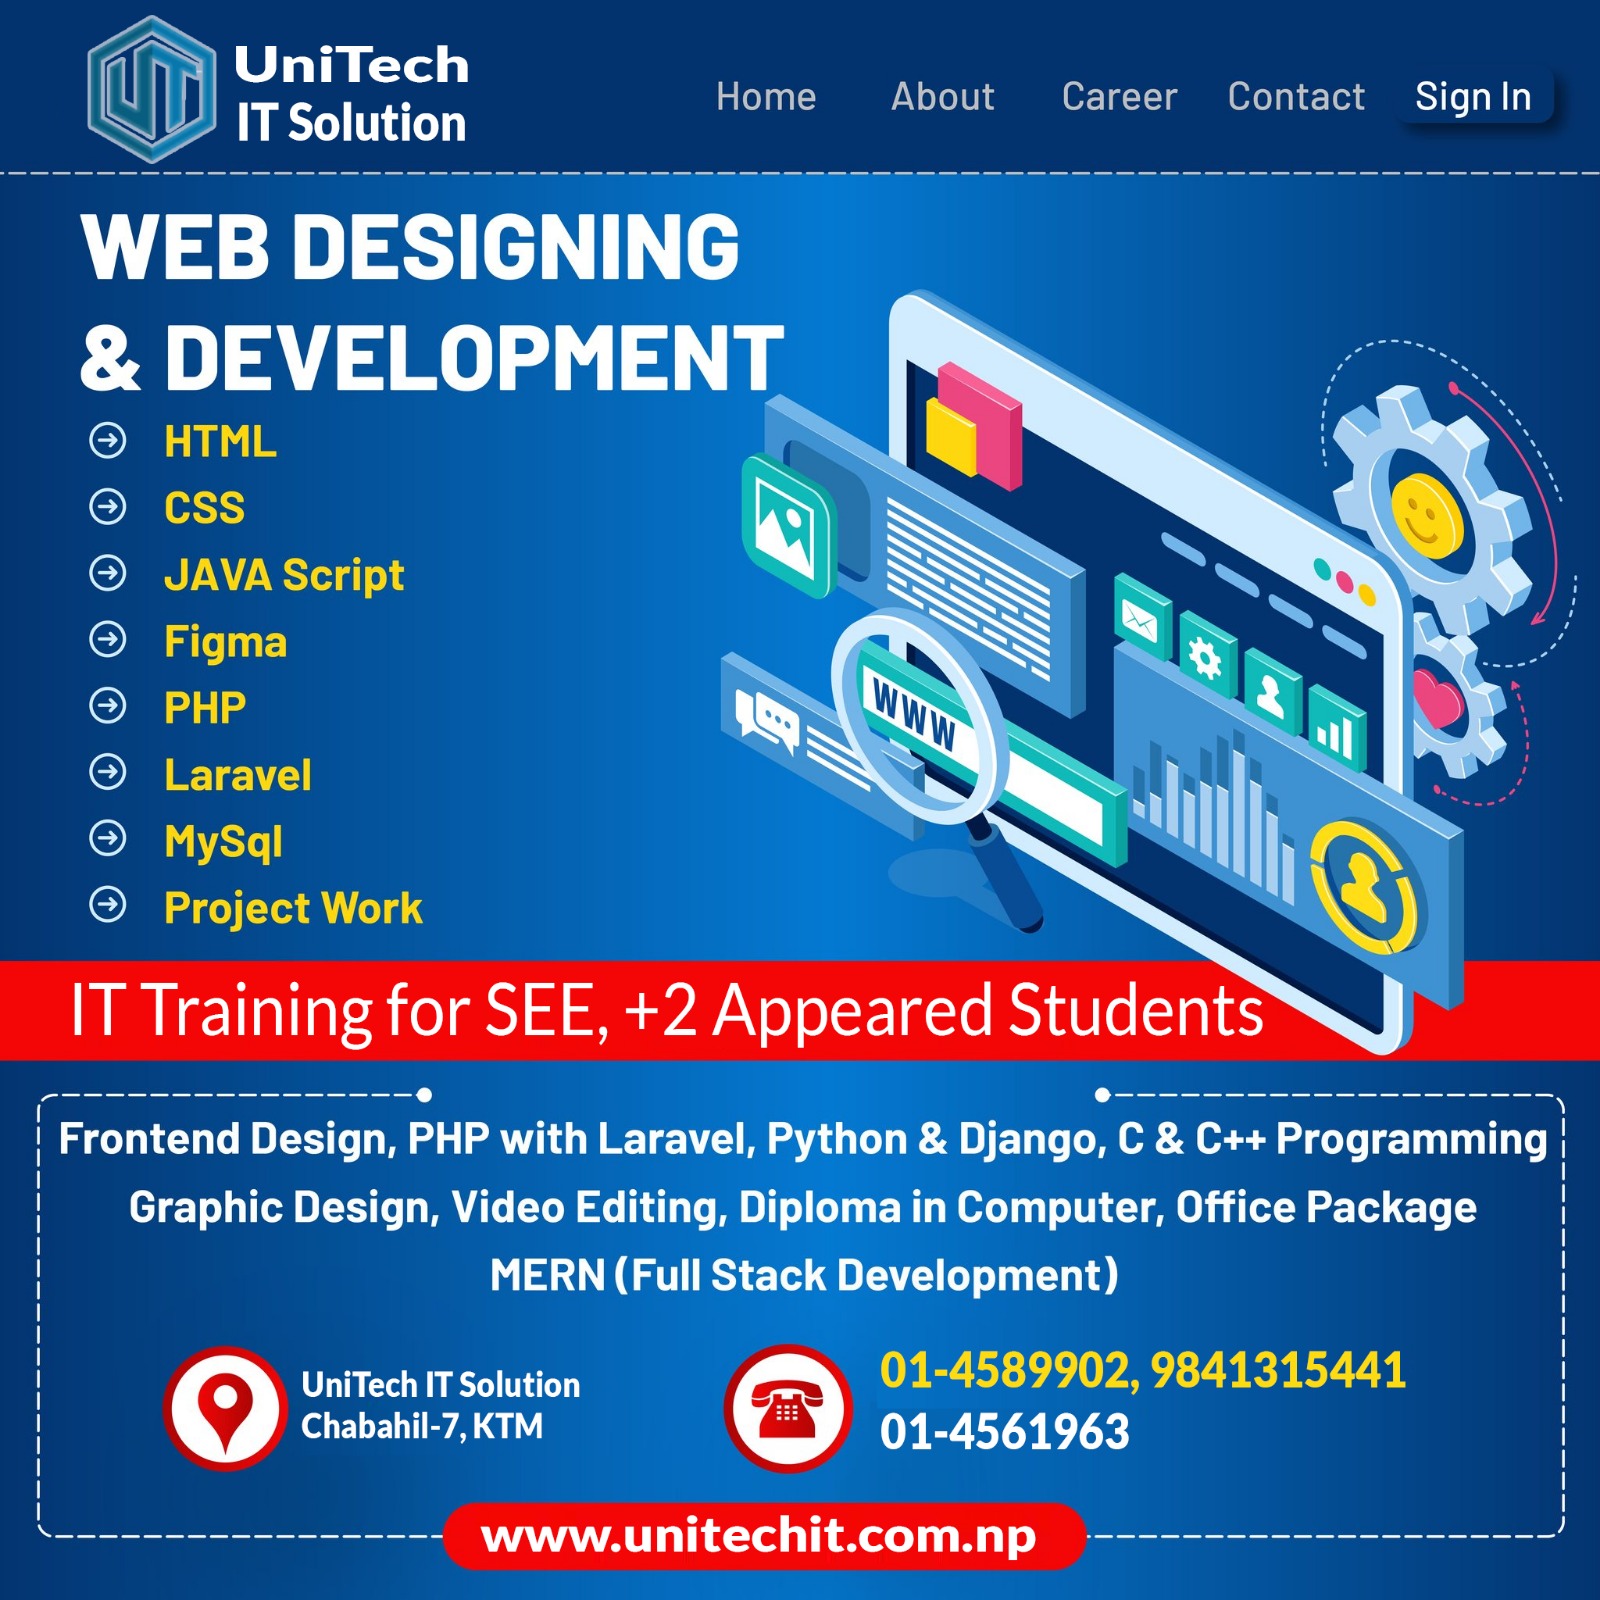 UniTech
IT Solution
Home About Career Contact Sign In
WEB DESIGNING
& DEVELOPMENT
HTML
CSS
JAVA Script
Figma
PHP
Laravel
MySql
Project Work
WWW
IT Training for SEE, +2 Appeared Students
Frontend Design, PHP with Laravel, Python & Django, C & C++ Programming
Graphic Design, Video Editing, Diploma in Computer, Office Package
MERN (Full Stack Development)
UniTech IT Solution
Chabahil-7, KTM
01-4589902, 9841315441
01-4561963
www.unitechit.com.np